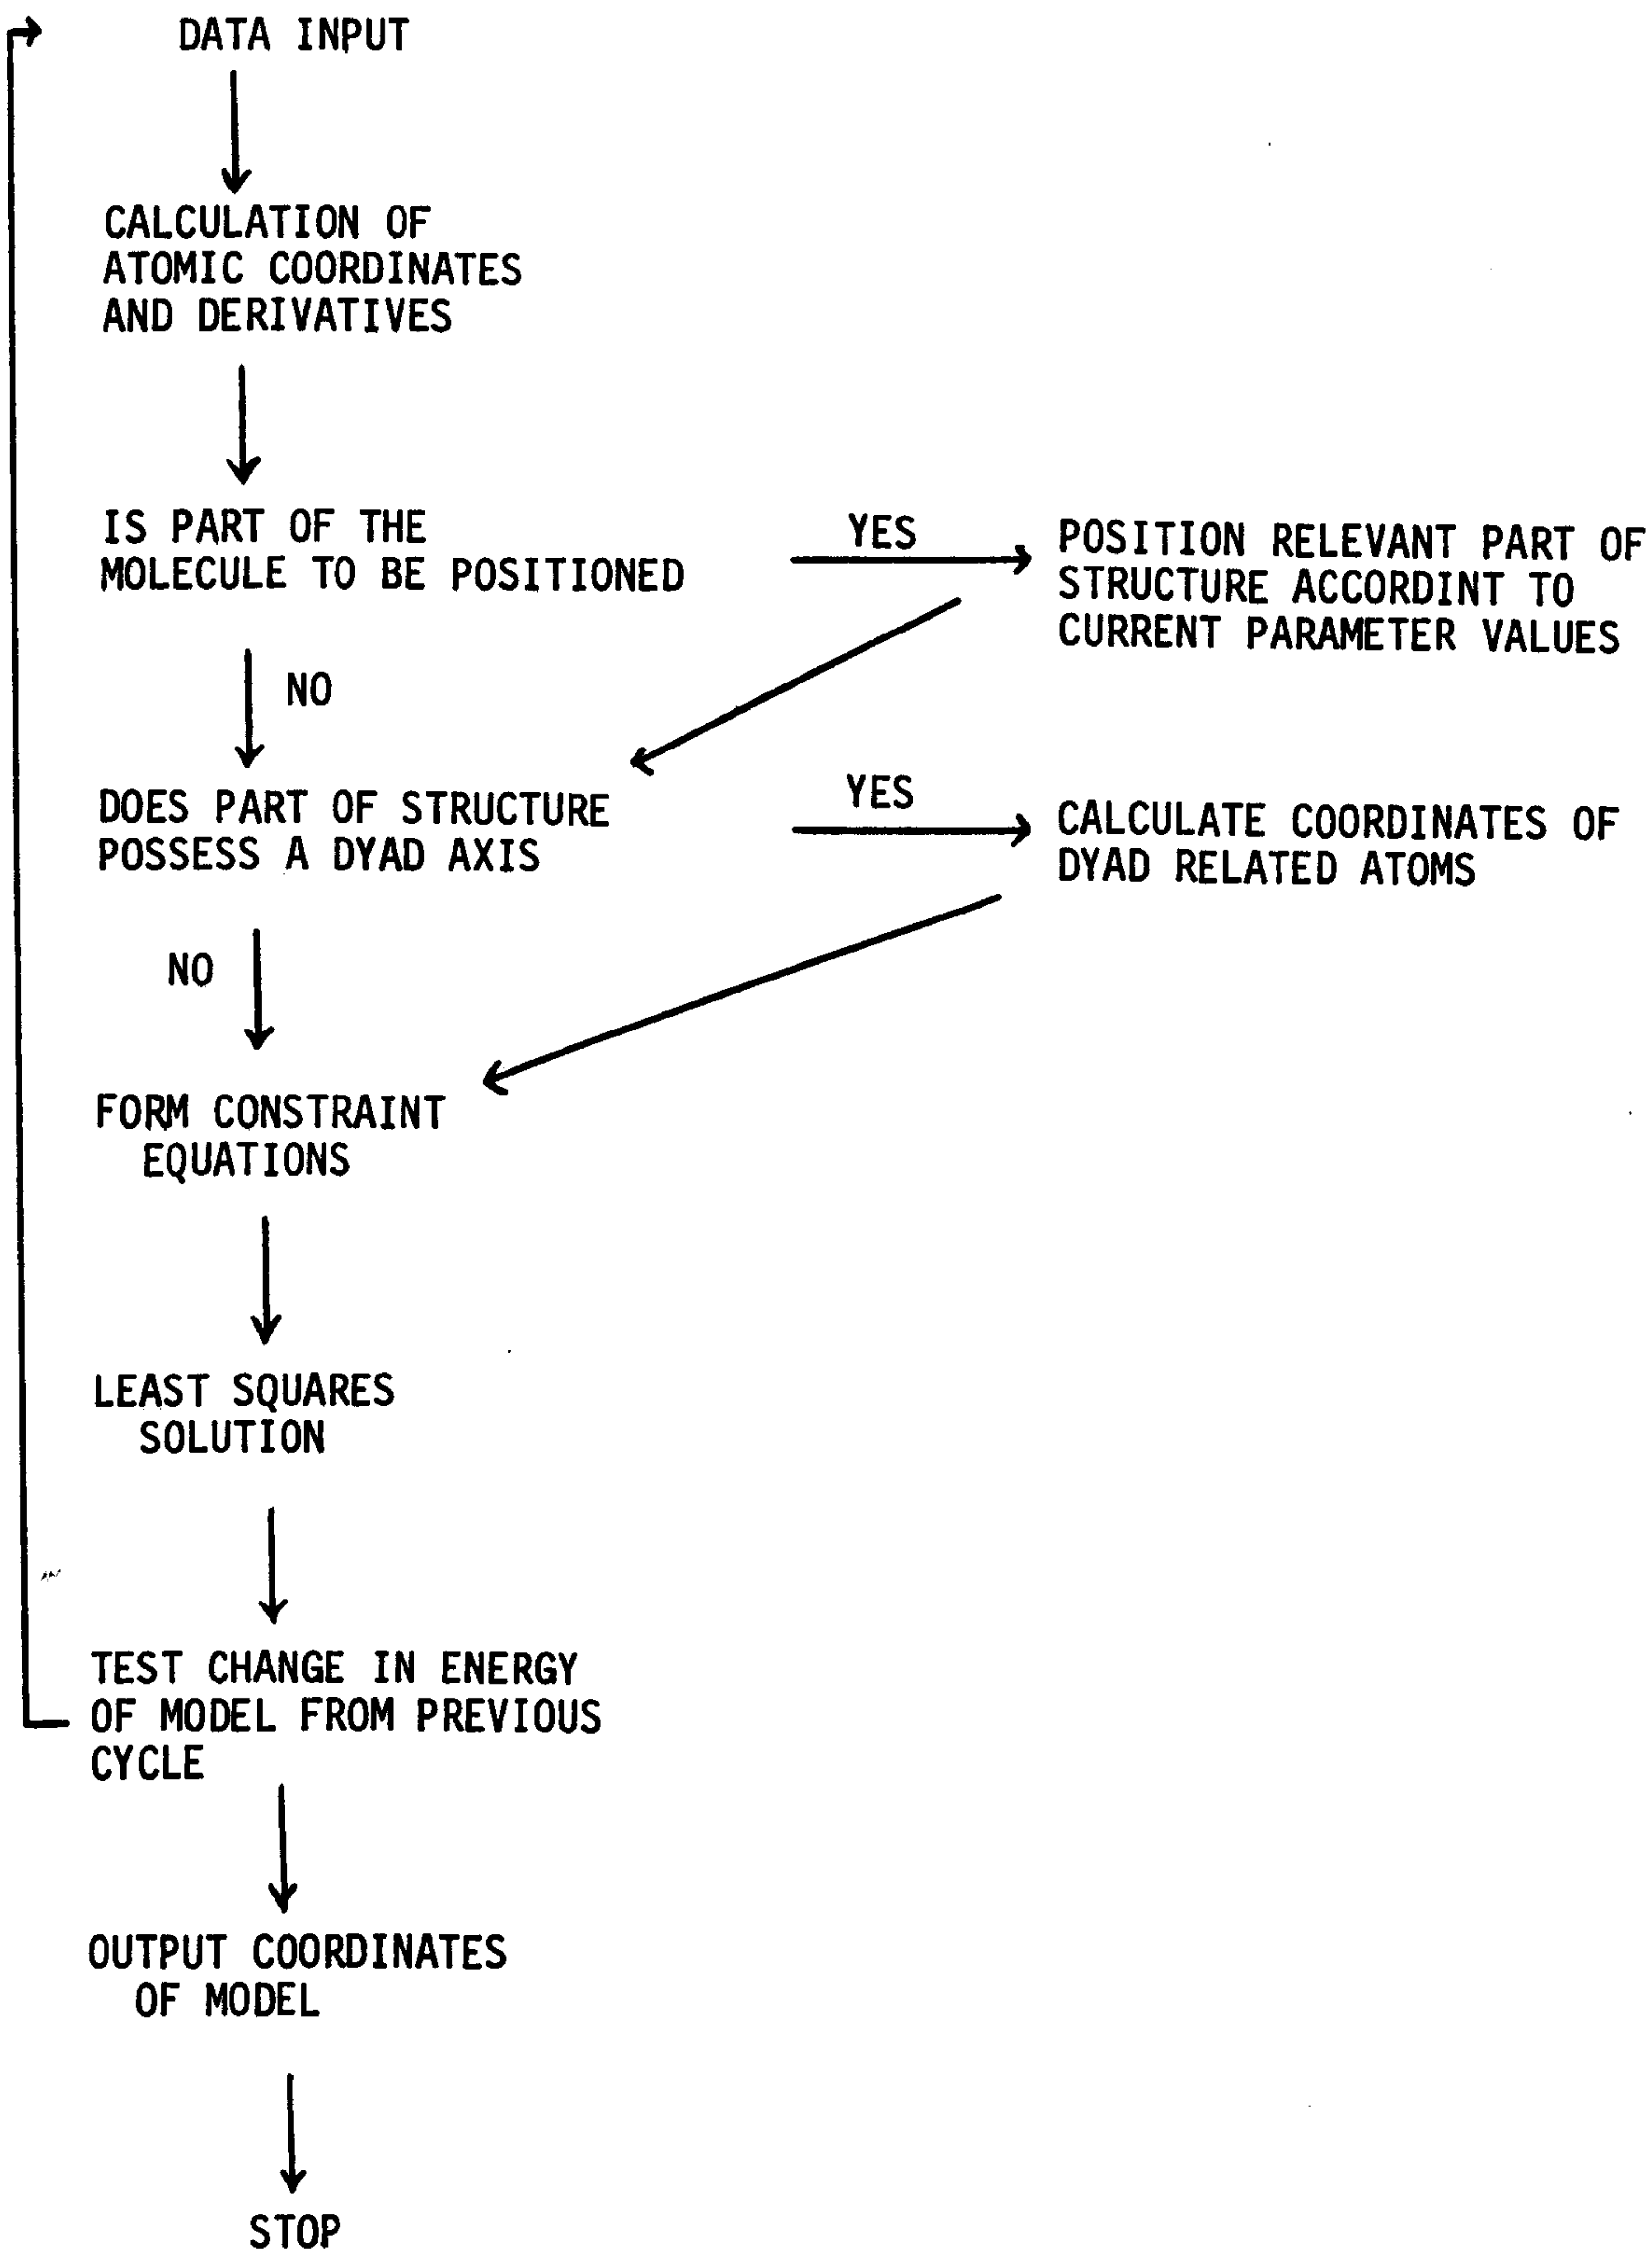 DATA INPUT
CALCULATION OF
ATOMIC COORDINATES
AND DERIVATIVES
IS PART OF THE
MOLECULE TO BE POSITIONED
YES
POSITION RELEVANT PART OF
STRUCTURE ACCORDINT TO
CURRENT PARAMETER VALUES
NO
DOES PART OF STRUCTURE
POSSESS A DYAD AXIS
YES
CALCULATE COORDINATES OF
DYAD RELATED ATOMS
NO
FORM CONSTRAINT
EQUATIONS
LEAST SQUARES
SOLUTION
TEST CHANGE IN ENERGY
OF MODEL FROM PREVIOUS
CYCLE
OUTPUT COORDINATES
OF MODEL
STOP